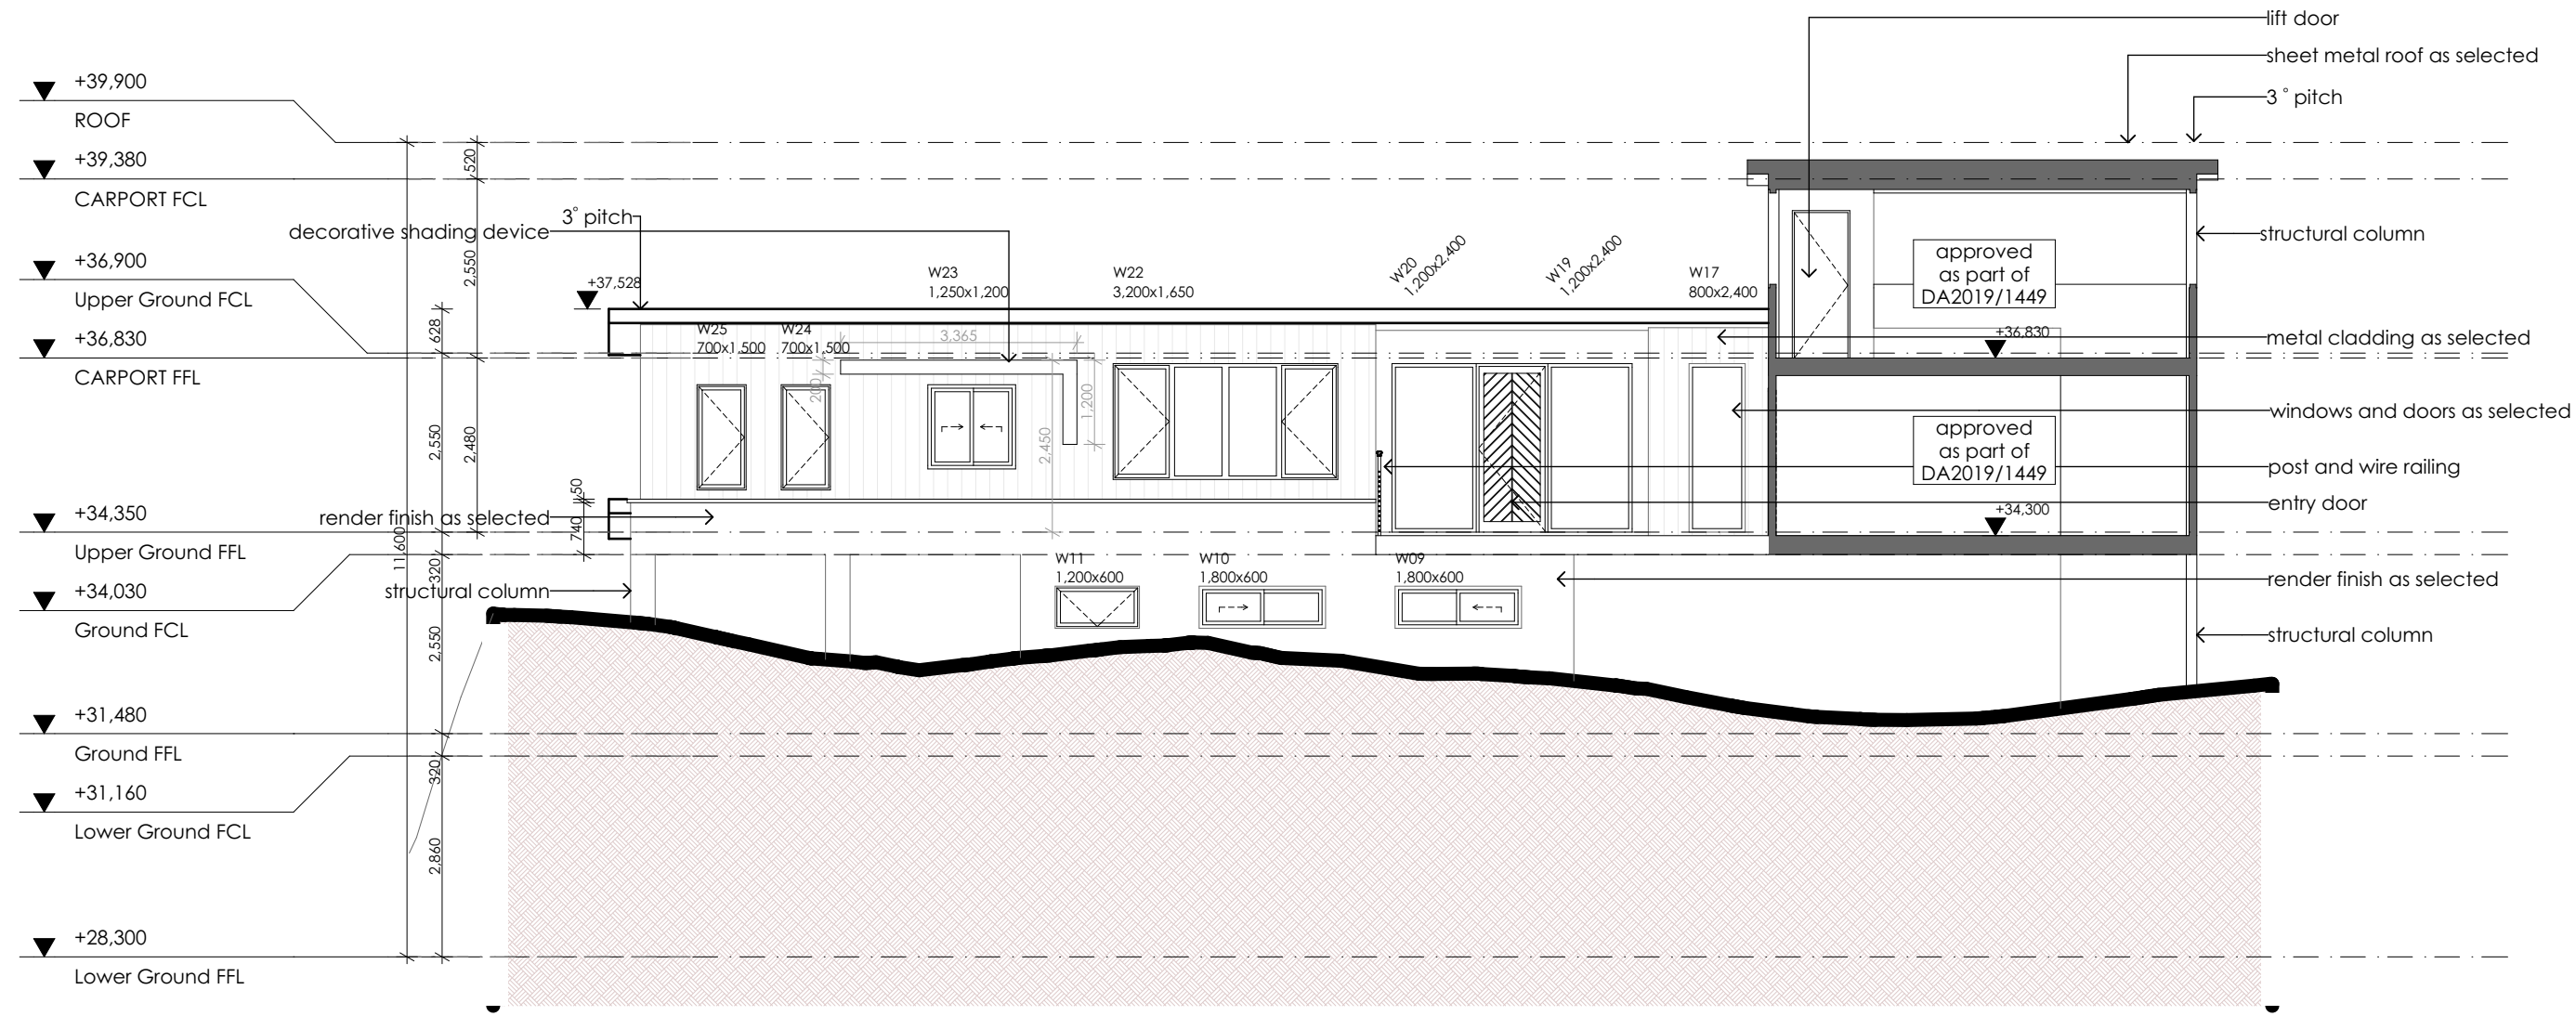 lift door
sheet metal roof as selected
3° pitch
+39,900
ROOF
+39,380
CARPORT FCL
+36,900
Upper Ground FCL
+36,830
CARPORT FFL
+34,350
Upper Ground FFL
+34,030
Ground FCL
+31,480
Ground FFL
+31,160
Lower Ground FCL
+28,300
Lower Ground FFL
11,600
520
2,550
2,480
628
2,550
320
2,550
320
2,860
50
740
3° pitch
decorative shading device
+37,528
render finish as selected
structural column
W25
700x1,500
W24
700x1,500
3,365
200
2,450
1,200
W23
1,250x1,200
W22
3,200x1,650
W20
1,200x2,400
W19
1,200x2,400
W17
800x2,400
W11
1,200x600
W10
1,800x600
W09
1,800x600
approved
as part of
DA2019/1449
+36,830
approved
as part of
DA2019/1449
+34,300
structural column
metal cladding as selected
windows and doors as selected
post and wire railing
entry door
render finish as selected
structural column